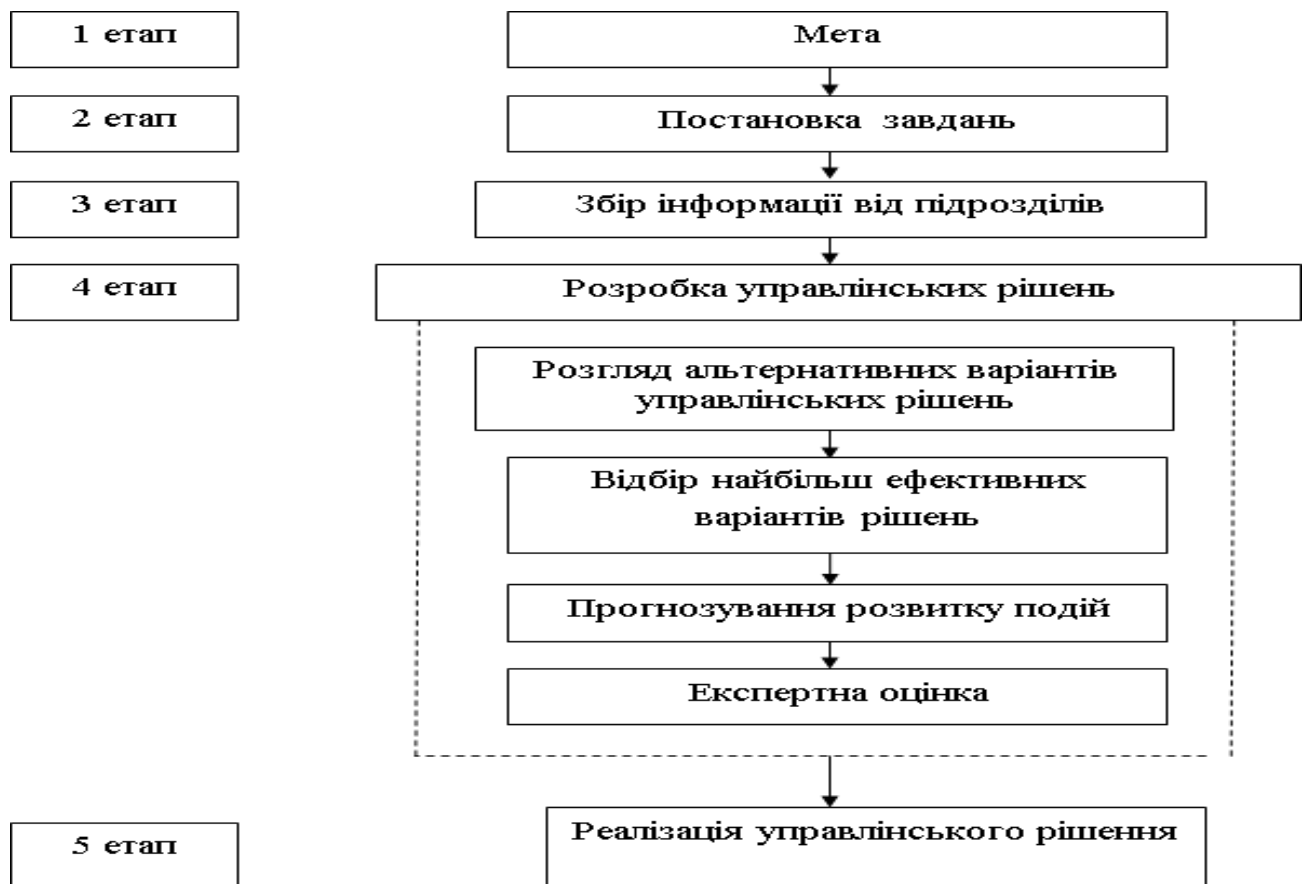 1 етап
Мета
2 етап
Постановка завдань
3 етап
Збір інформації від підрозділів
4 етап
Розробка управлінських рішень
Розгляд альтернативних варіантів
управлінських рішень
Відбір найбільш ефективних
варіантів рішень
Прогнозування розвитку подій
Експертна оцінка
5 етап
Реалізація управлінського рішення